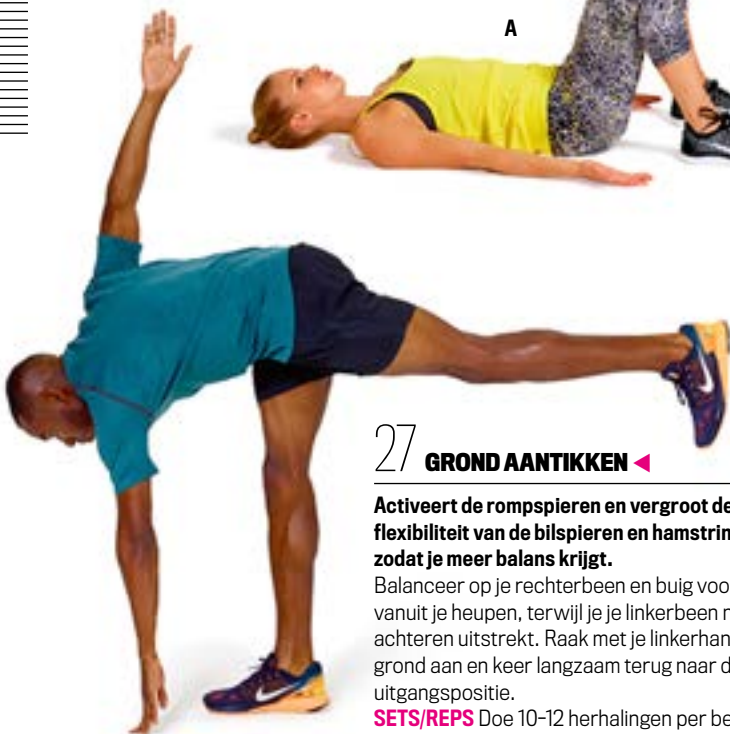 A
27 GROND AANTIKKEN
Activeert de rompspieren en vergroot de
flexibiliteit van de bilspieren en hamstrin
zodat je meer balans krijgt.
Balanceer op je rechterbeen en buig voo
vanuit je heupen, terwijl je je linkerbeen n
achteren uitstrekt. Raak met je linkerhan
grond aan en keer langzaam terug naar d
uitgangspositie.
SETS/REPS Doe 10-12 herhalingen per be